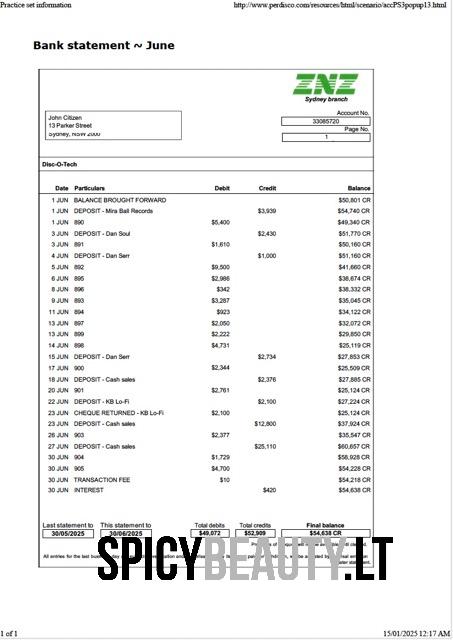 Practice set information http://www.perdisco.com/resources/html/scenario/accPS3popup13.html
Bank statement ~ June
ZNZ
Sydney branch
John Citizen
13 Parker Street
Sydney, NSW 2000
Account No.
33085720
Page No.
1
Disc-O-Tech
Date Particulars Debit Credit Balance
1 JUN BALANCE BROUGHT FORWARD $50,801 CR
1 JUN DEPOSIT - Mira Ball Records $3,939 $54,740 CR
1 JUN 890 $5,400 $49,340 CR
3 JUN DEPOSIT - Dan Soul $2,430 $51,770 CR
3 JUN 891 $1,610 $50,160 CR
4 JUN DEPOSIT - Dan Serr $1,000 $51,160 CR
5 JUN 892 $9,500 $41,660 CR
6 JUN 895 $2,986 $38,674 CR
8 JUN 896 $342 $38,332 CR
9 JUN 893 $3,287 $35,045 CR
11 JUN 894 $923 $34,122 CR
13 JUN 897 $2,050 $32,072 CR
13 JUN 899 $2,222 $29,850 CR
14 JUN 898 $4,731 $25,119 CR
15 JUN DEPOSIT - Dan Serr $2,734 $27,853 CR
17 JUN 900 $2,344 $25,509 CR
18 JUN DEPOSIT - Cash sales $2,376 $27,885 CR
20 JUN 901 $2,761 $25,124 CR
22 JUN DEPOSIT - KB Lo-Fi $2,100 $27,224 CR
23 JUN CHEQUE RETURNED - KB Lo-Fi $2,100 $25,124 CR
23 JUN DEPOSIT - Cash sales $12,800 $37,924 CR
26 JUN 903 $2,377 $35,547 CR
27 JUN DEPOSIT - Cash sales $25,110 $60,657 CR
30 JUN 904 $1,729 $58,928 CR
30 JUN 905 $4,700 $54,228 CR
30 JUN TRANSACTION FEE $10 $54,218 CR
30 JUN INTEREST $420 $54,638 CR
Last statement to This statement to Total debits Total credits Final balance
30/05/2025 30/06/2025 $49,072 $52,909 $54,638 CR
All entries for the last
SPICYBEAUTY.LT
1 of 1 15/01/2025 12:17 AM